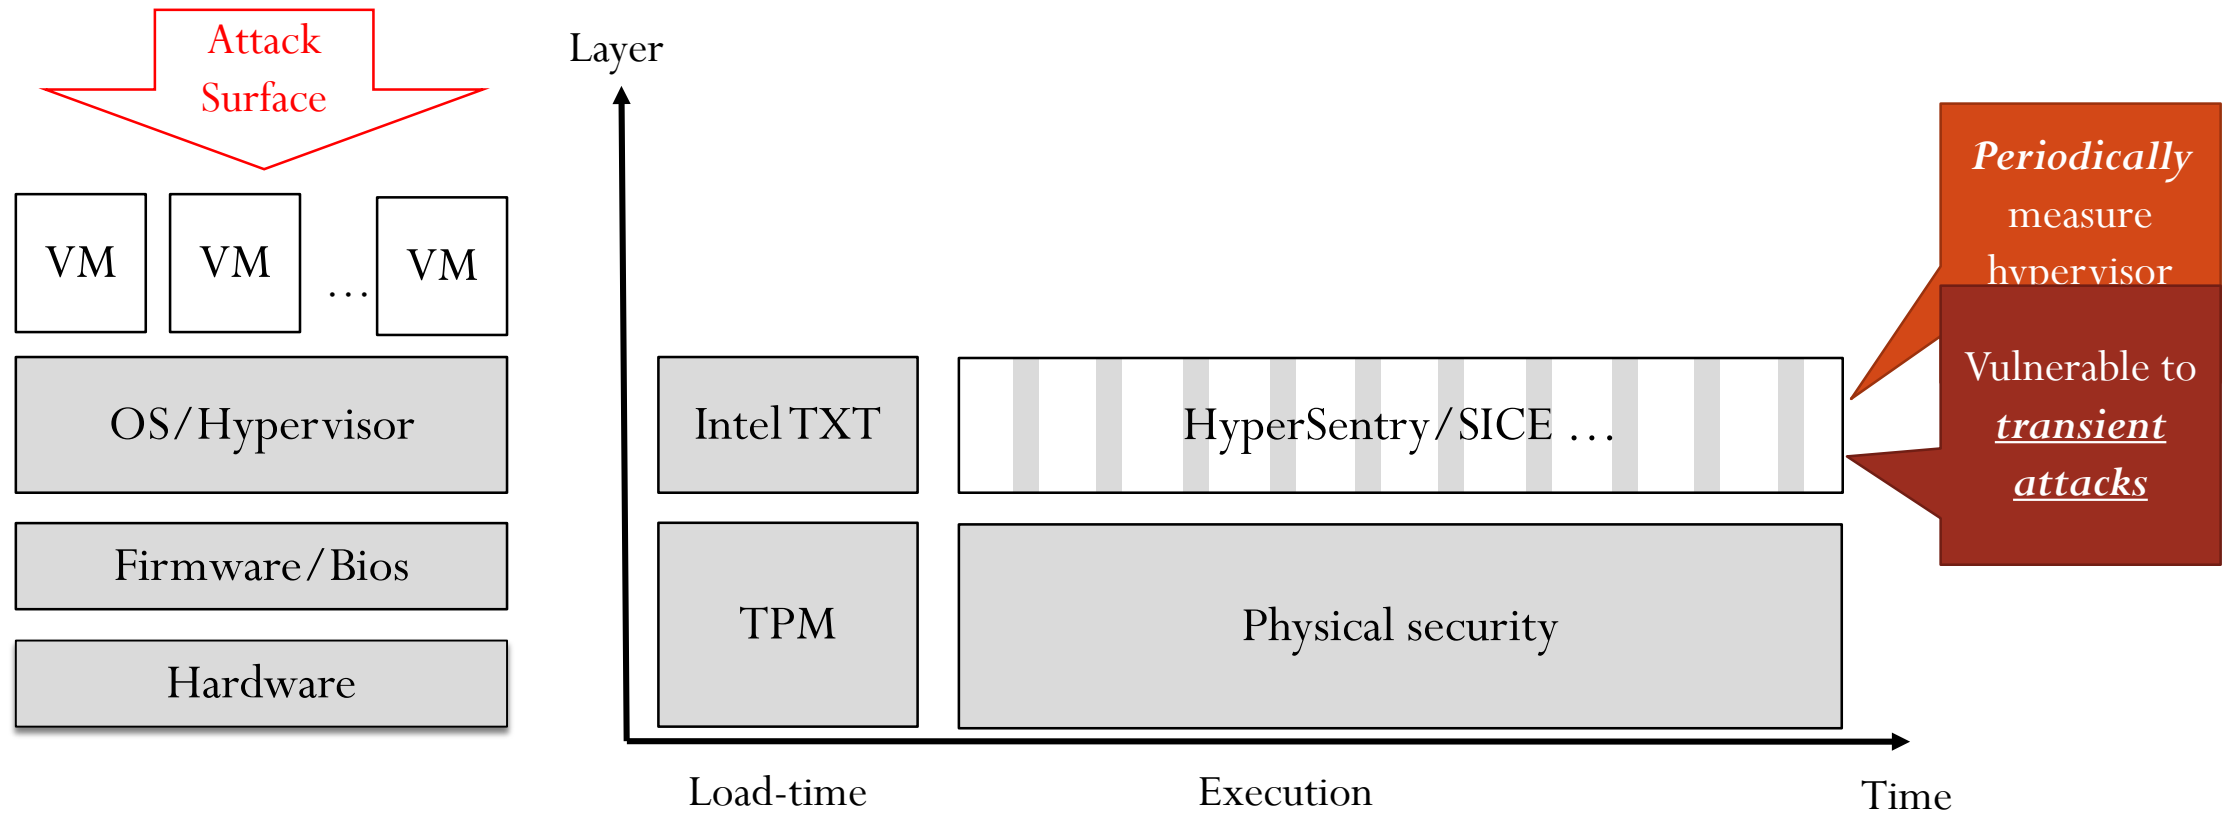 Attack
Surface
VM
VM
…
VM
OS/Hypervisor
Firmware/Bios
Hardware
Layer
Intel TXT
HyperSentry/SICE …
TPM
Physical security
Load-time
Execution
Time
Periodically
measure
hypervisor
Vulnerable to
transient
attacks